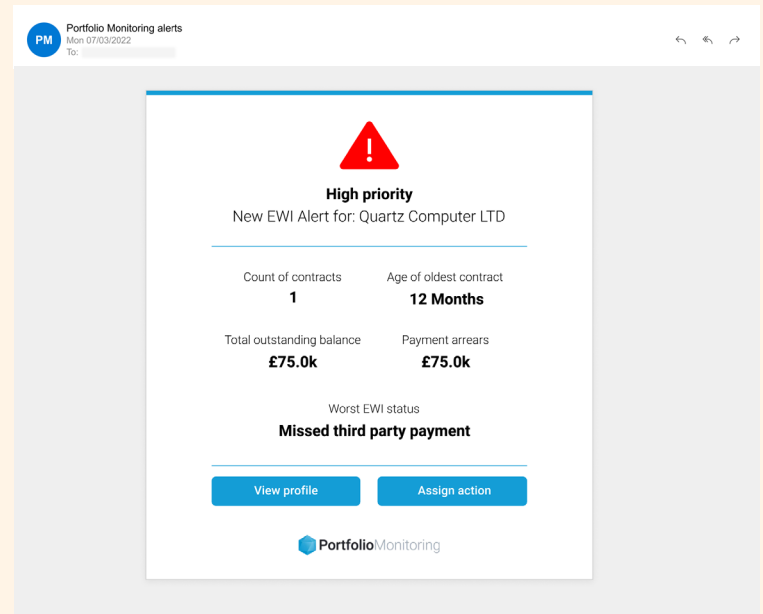 PM
Portfolio Monitoring alerts
Mon 07/03/2022
To:
!
High priority
New EWI Alert for: Quartz Computer LTD
Count of contracts
1
Age of oldest contract
12 Months
Total outstanding balance
£75.0k
Payment arrears
£75.0k
Worst EWI status
Missed third party payment
View profile
Assign action
PortfolioMonitoring